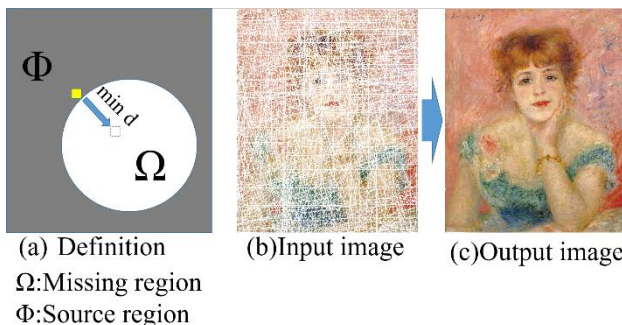 Φ
min d
Ω
(a) Definition
(b)Input image
(c)Output image
Ω:Missing region
Φ:Source region